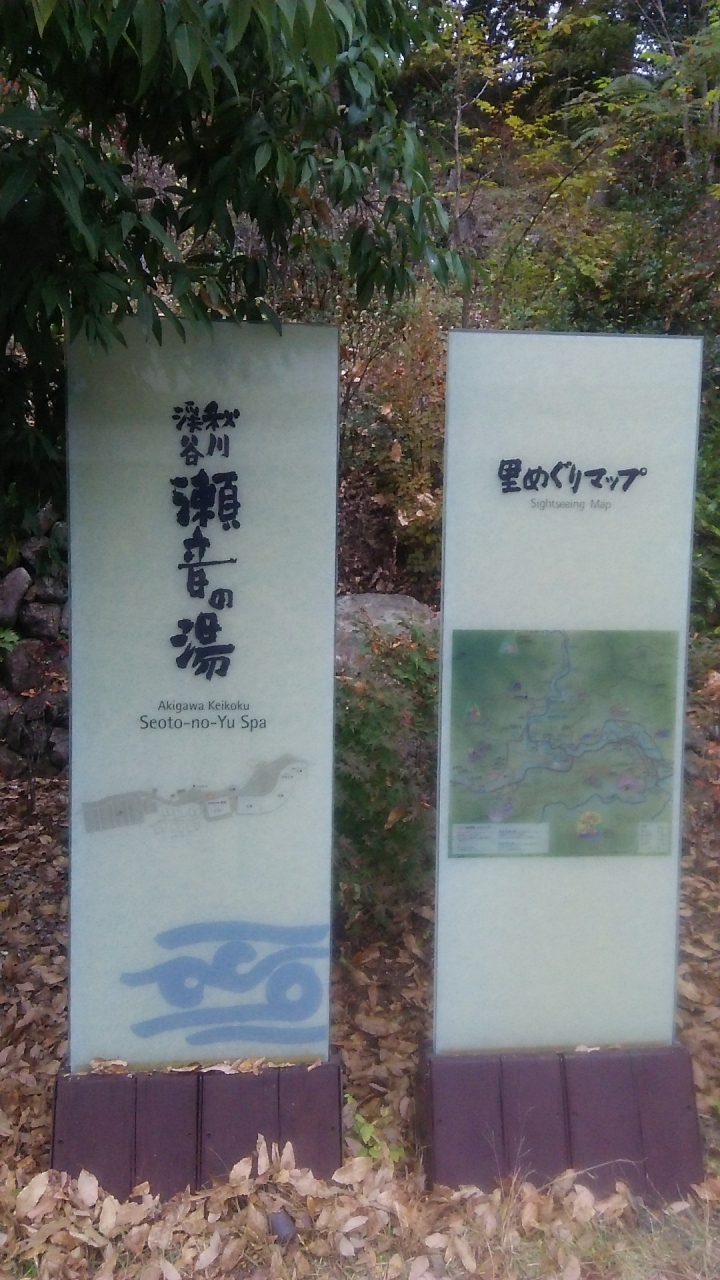 秋川
渓谷
瀬音の湯
Akigawa Keikoku
Seoto-no-Yu Spa
里めぐりマップ
Sightseeing Map